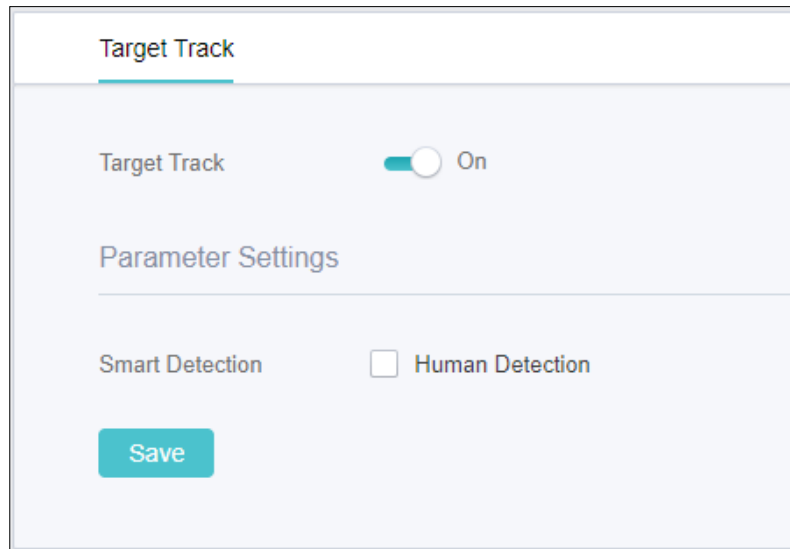 Target Track
Target Track On
Parameter Settings
Smart Detection Human Detection
Save